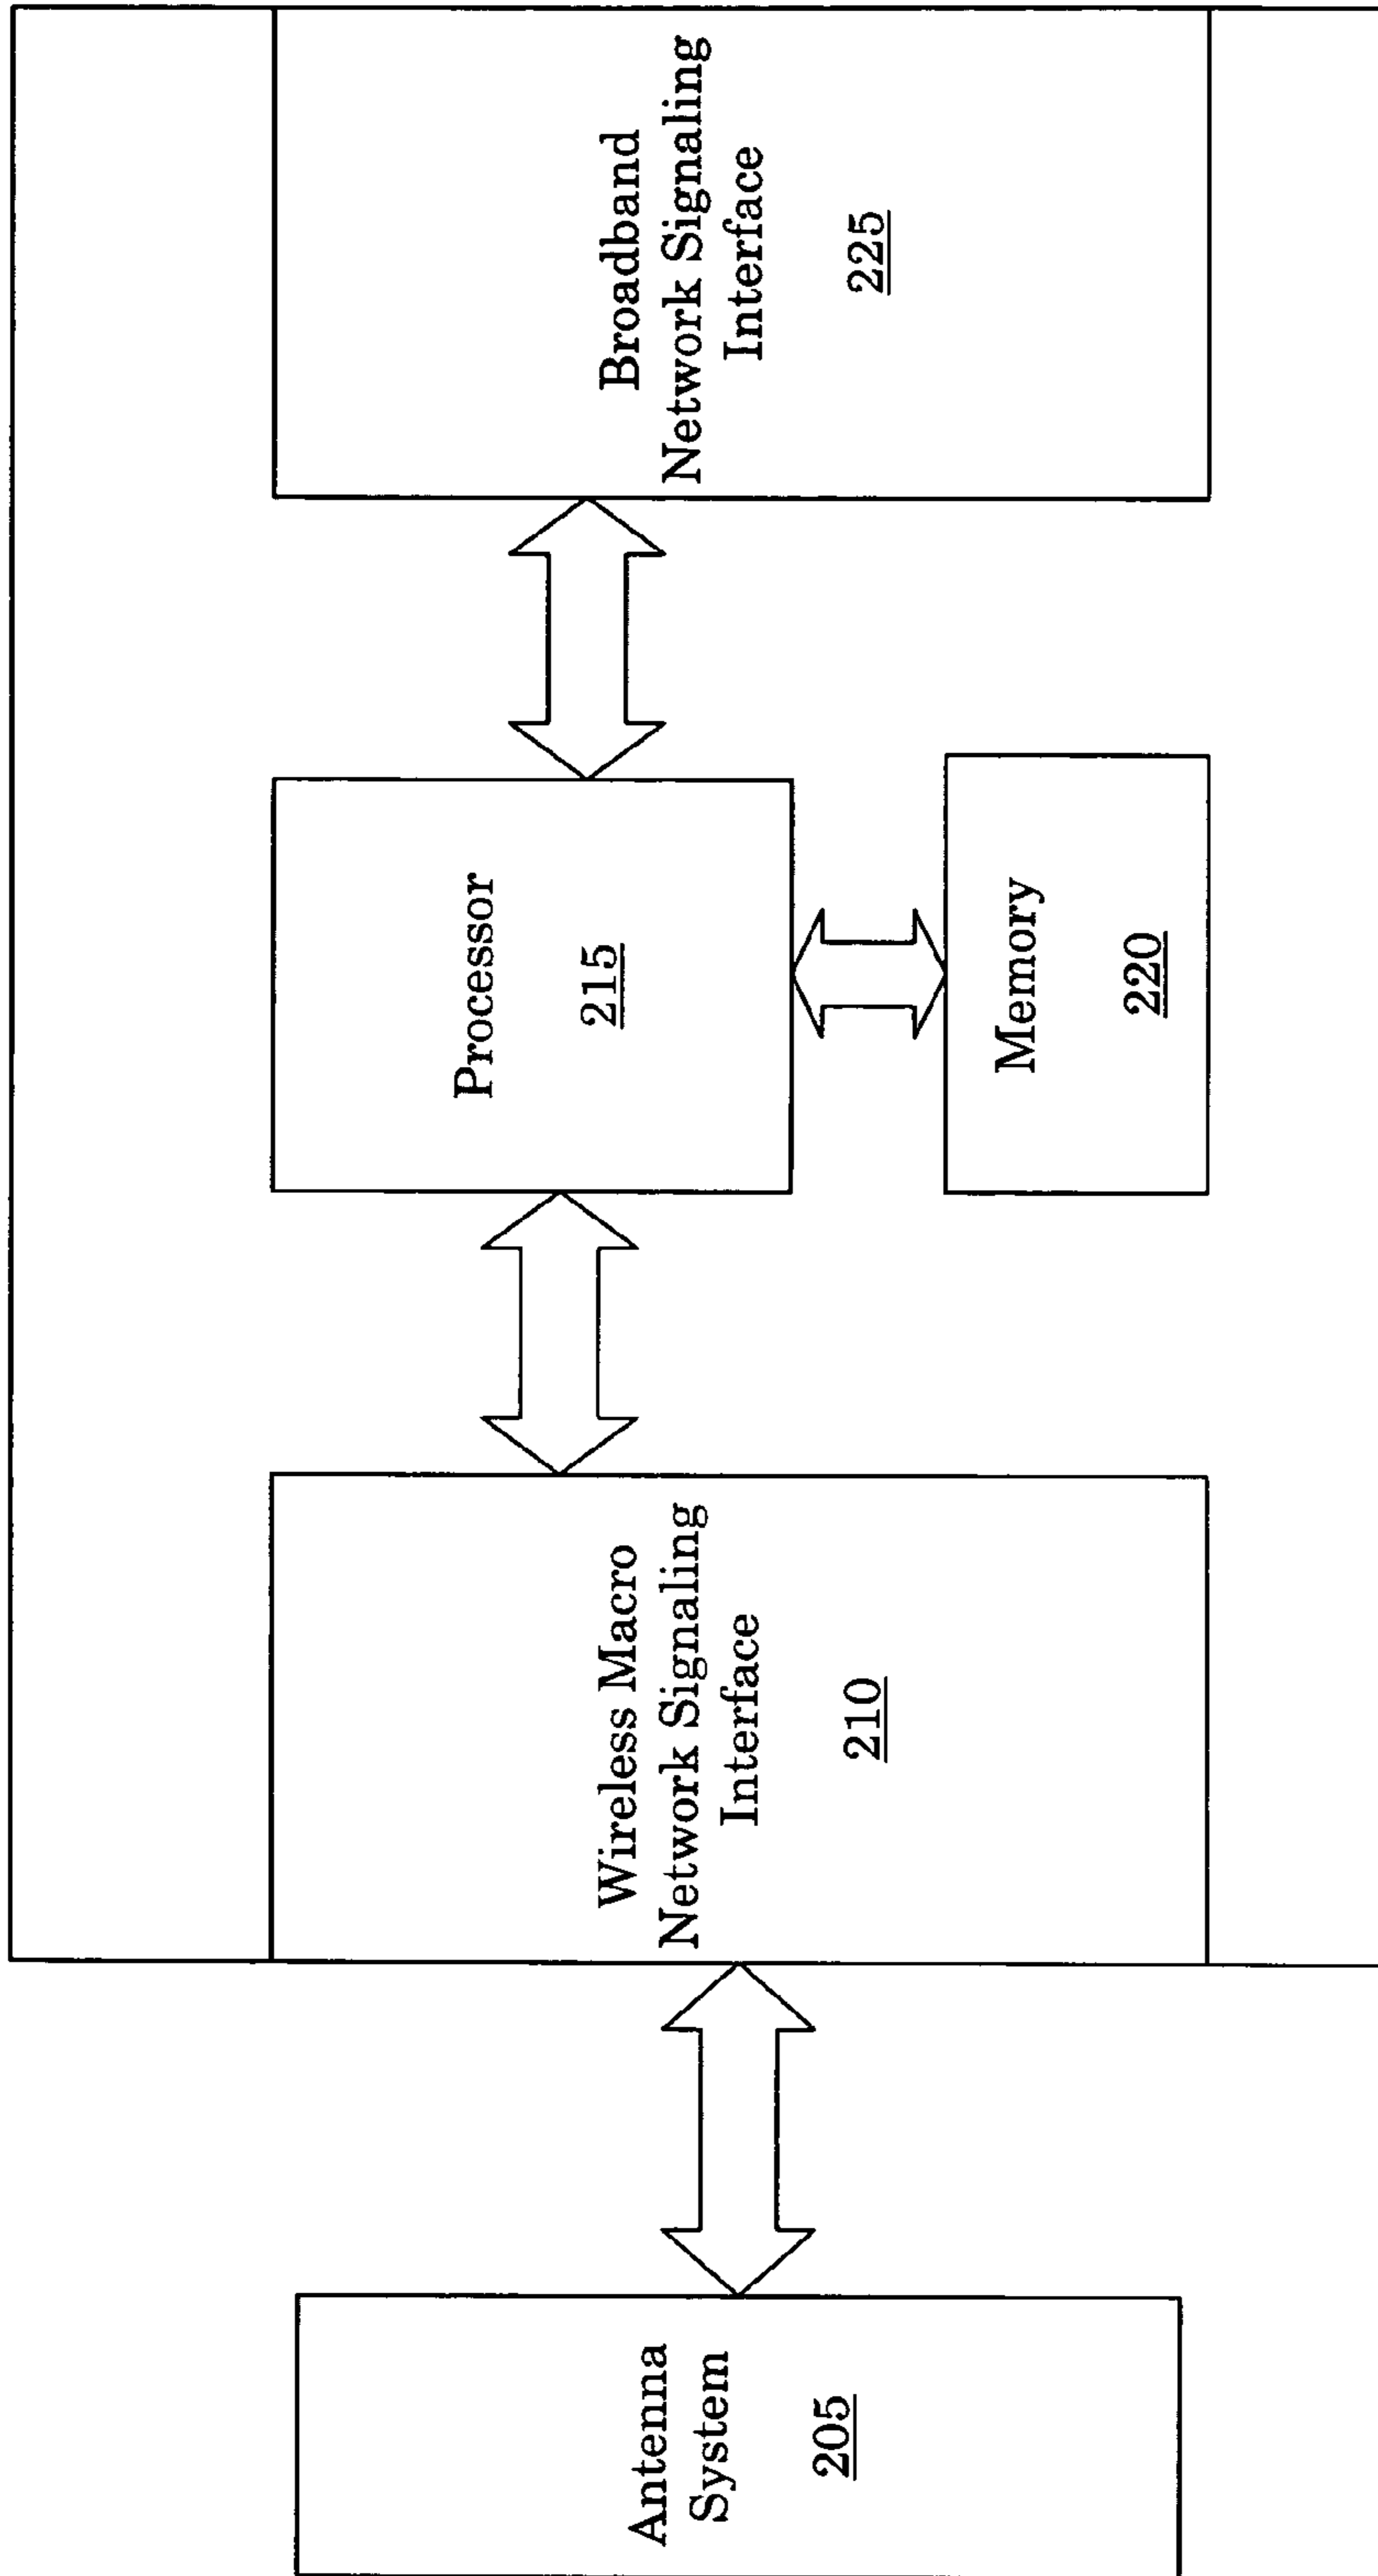 Antenna
System
205
Wireless Macro
Network Signaling
Interface
210
Processor
215
Memory
220
Broadband
Network Signaling
Interface
225